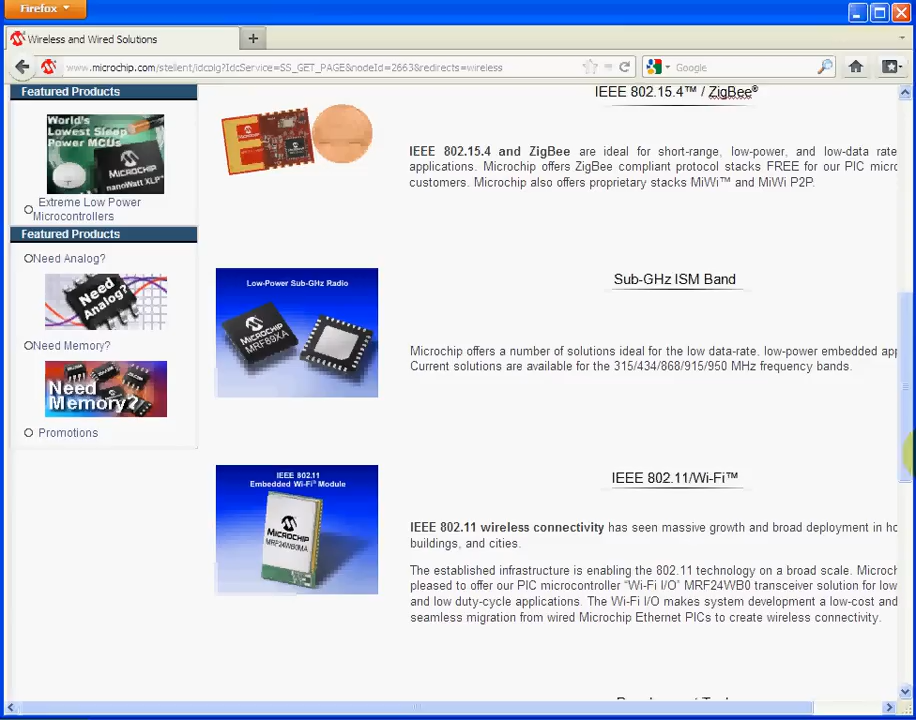 Firefox
Wireless and Wired Solutions
www.microchip.com/stellent/idcplg?IdcService=SS_GET_PAGE&nodeId=2663&redirects=wireless
Google
Featured Products
World's
Lowest Sleep
Power MCUs
MICROCHIP
nanoWatt XLP™
Extreme Low Power
Microcontrollers
Featured Products
Need Analog?
Need
Analog?
Need Memory?
Need
Memory?
Promotions
IEEE 802.15.4™ / ZigBee®
IEEE 802.15.4 and ZigBee are ideal for short-range, low-power, and low-data rate
applications. Microchip offers ZigBee compliant protocol stacks FREE for our PIC micro
customers. Microchip also offers proprietary stacks MiWi™ and MiWi P2P.
Low-Power Sub-GHz Radio
MICROCHIP
MRF89XA
Sub-GHz ISM Band
Microchip offers a number of solutions ideal for the low data-rate. low-power embedded app
Current solutions are available for the 315/434/868/915/950 MHz frequency bands.
IEEE 802.11
Embedded Wi-Fi® Module
MICROCHIP
MRF24WB0MA
IEEE 802.11/Wi-Fi™
IEEE 802.11 wireless connectivity has seen massive growth and broad deployment in ho
buildings, and cities.
The established infrastructure is enabling the 802.11 technology on a broad scale. Microch
pleased to offer our PIC microcontroller “Wi-Fi I/O” MRF24WB0 transceiver solution for low
and low duty-cycle applications. The Wi-Fi I/O makes system development a low-cost and
seamless migration from wired Microchip Ethernet PICs to create wireless connectivity.